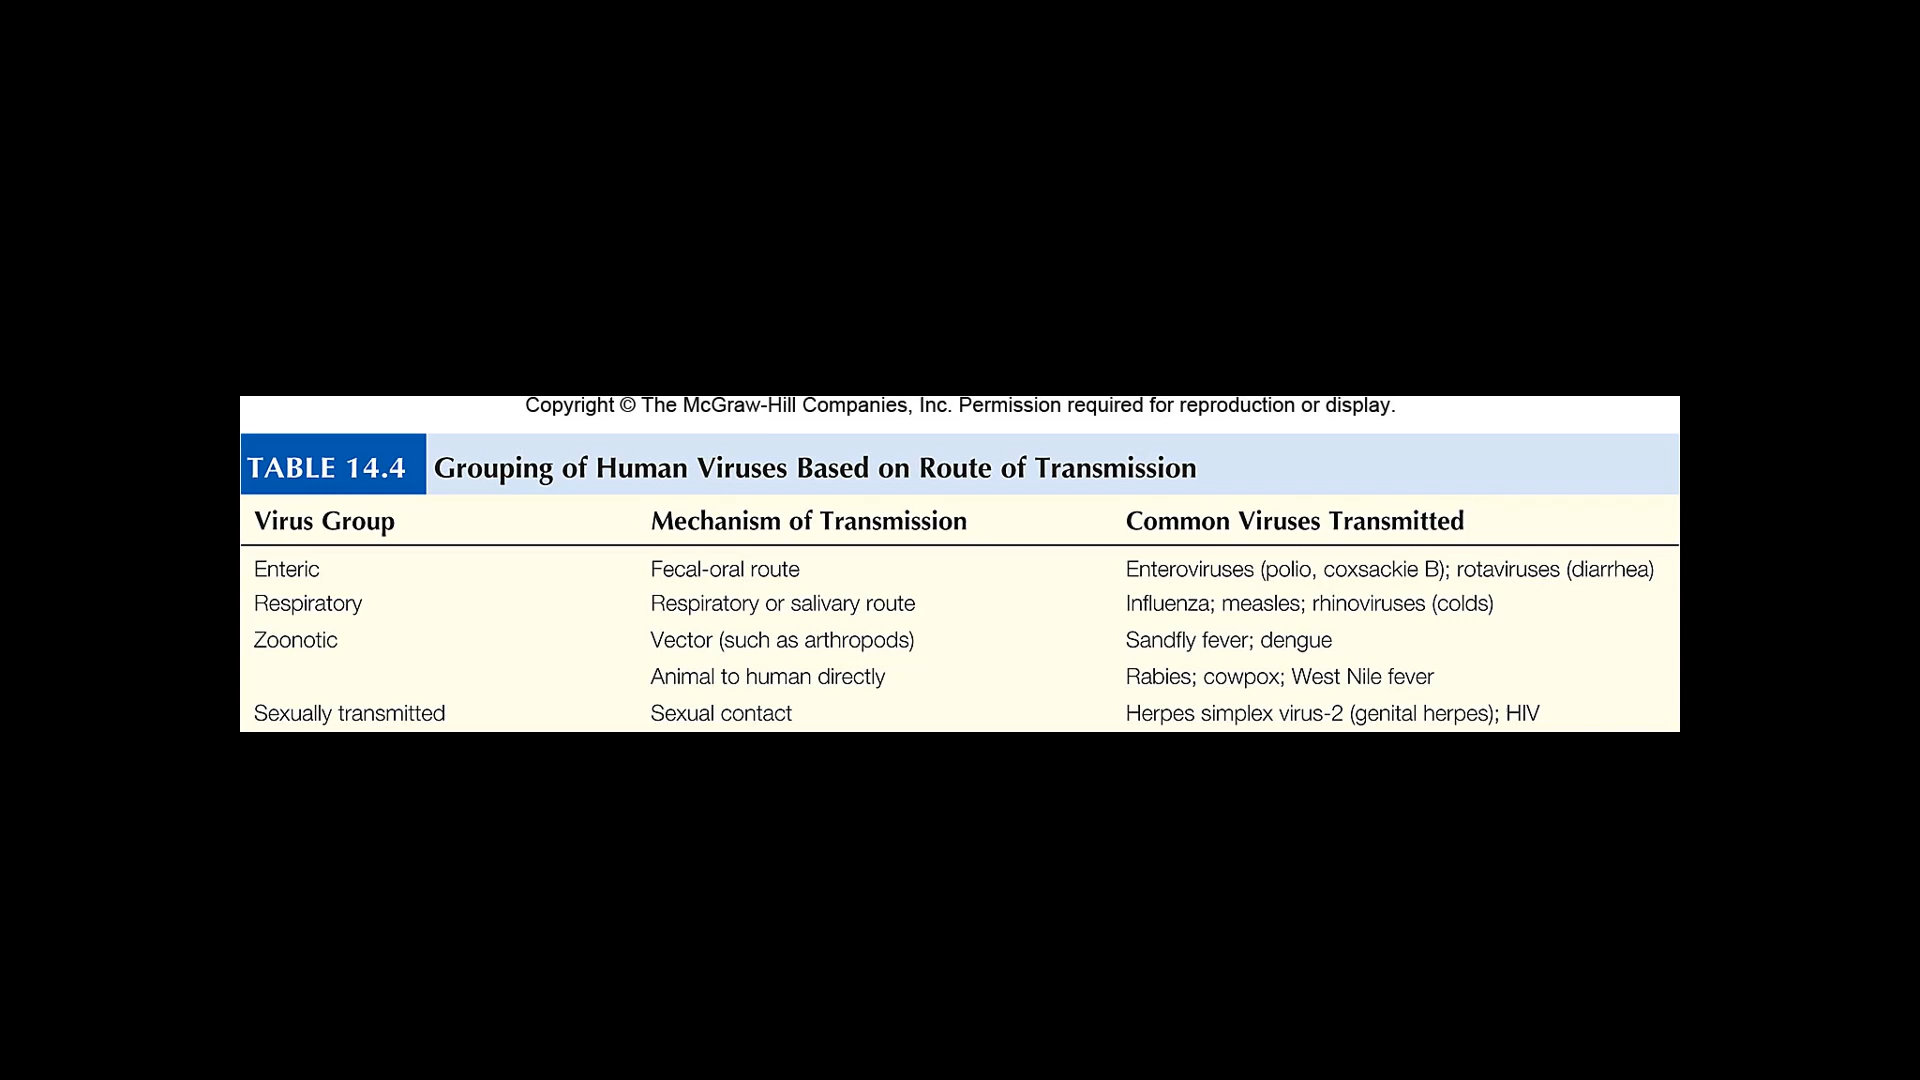 Copyright © The McGraw-Hill Companies, Inc. Permission required for reproduction or display.
TABLE 14.4 Grouping of Human Viruses Based on Route of Transmission
Virus Group Mechanism of Transmission Common Viruses Transmitted
Enteric Fecal-oral route Enteroviruses (polio, coxsackie B); rotaviruses (diarrhea)
Respiratory Respiratory or salivary route Influenza; measles; rhinoviruses (colds)
Zoonotic Vector (such as arthropods) Sandfly fever; dengue
Animal to human directly Rabies; cowpox; West Nile fever
Sexually transmitted Sexual contact Herpes simplex virus-2 (genital herpes); HIV